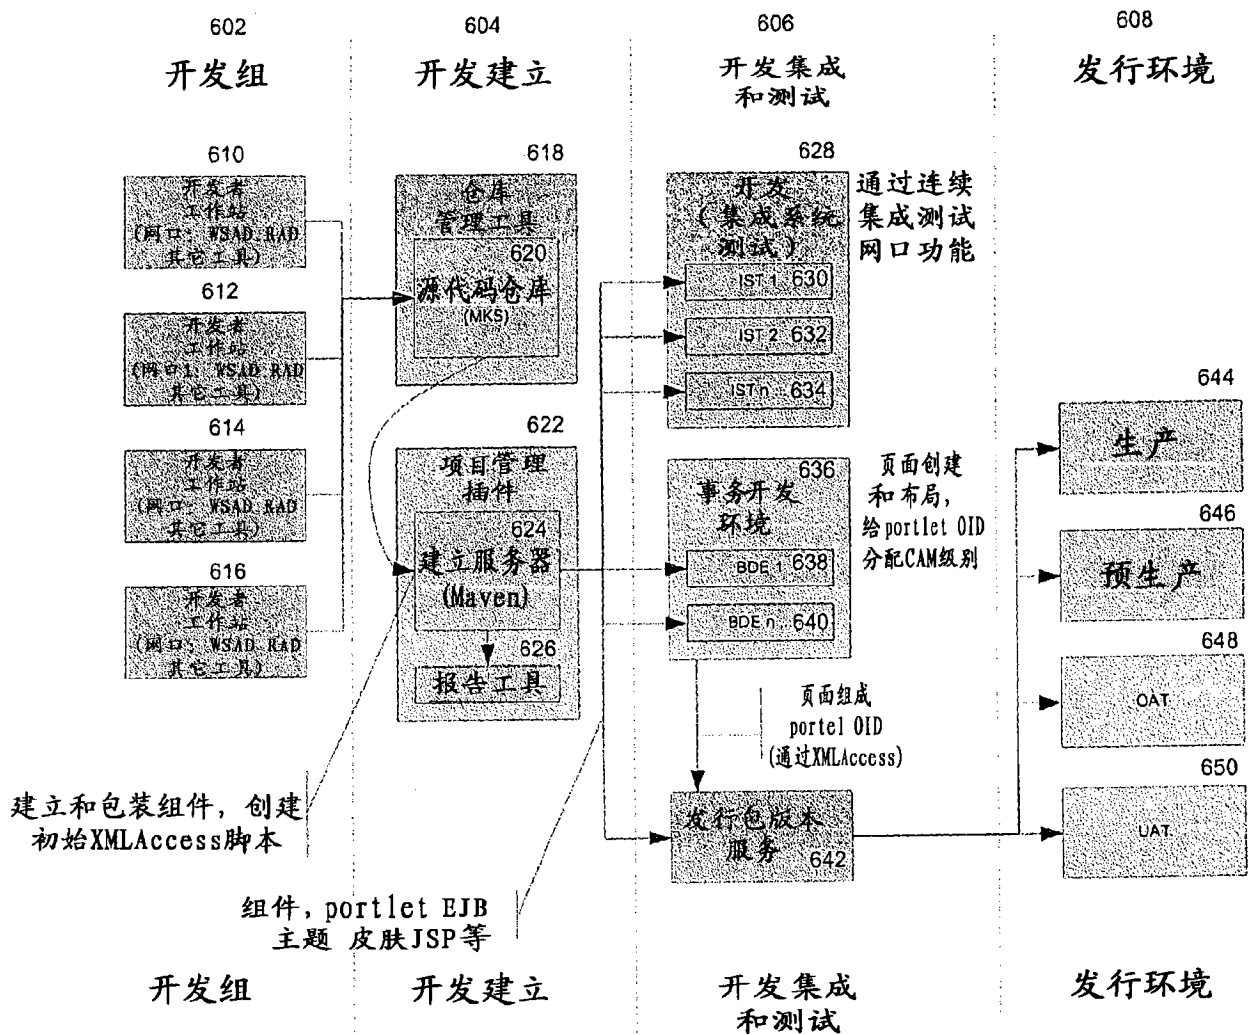 602
开发组
604
开发建立
606
开发集成
和测试
608
发行环境
610
开发者
工作站
(网口: WSAD RAD
其它工具)
612
开发者
工作站
(网口1: WSAD RAD
其它工具)
614
开发者
工作站
(网口: WSAD RAD
其它工具)
616
开发者
工作站
(网口: WSAD RAD
其它工具)
618
仓库
管理工具
620
源代码仓库
(MKS)
622
项目管理
插件
624
建立服务器
(Maven)
626
报告工具
628
开发
(集成系统
测试)
IST 1 630
IST 2 632
IST n 634
通过连续
集成测试
网口功能
636
事务开发
环境
BDE 1 638
BDE n 640
页面创建
和布局,
给portlet OID
分配CAM级别
页面组成
portel OID
(通过XMLAccess)
发行包版本
服务
642
644
生产
646
预生产
648
OAT
650
UAT
建立和包装组件, 创建
初始XMLAccess脚本
组件, portlet EJB
主题 皮肤JSP等
开发组
开发建立
开发集成
和测试
发行环境